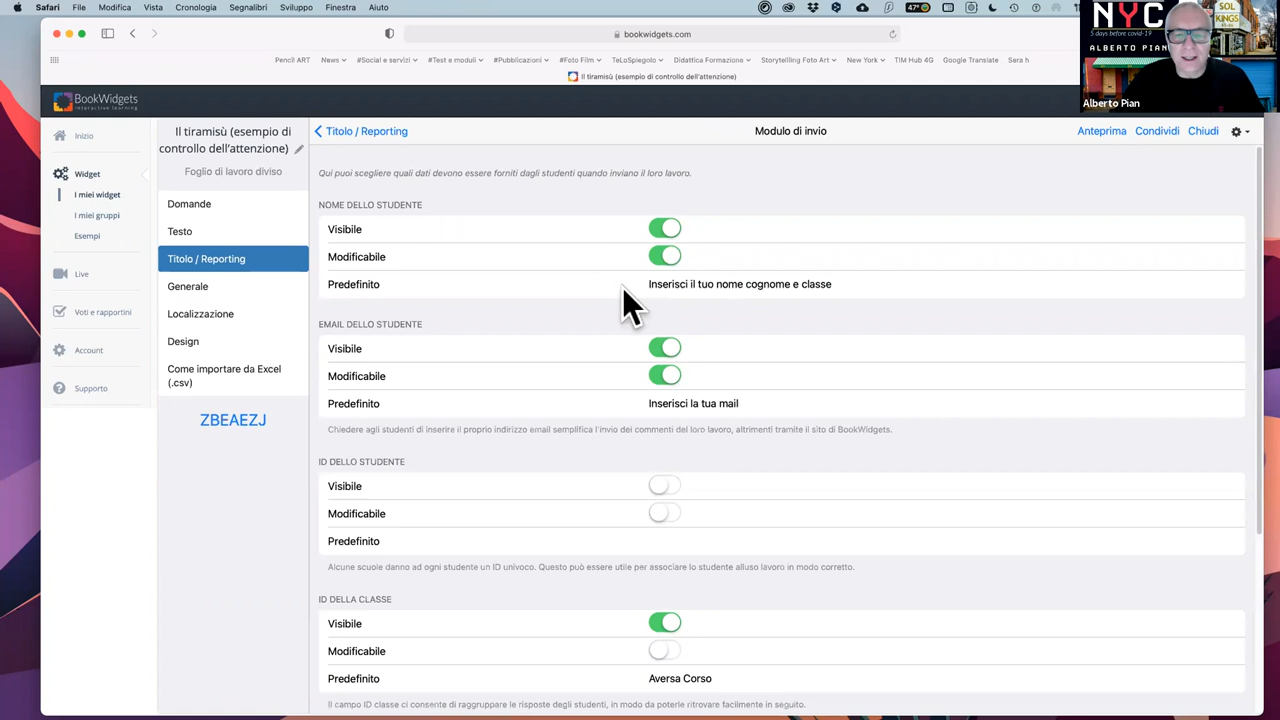 Safari File Modifica Vista Cronologia Segnalibri Sviluppo Finestra Aiuto
47°
bookwidgets.com
Pencil ART News #Social e servizi #Test e moduli #Pubblicazioni #Foto Film TeLoSpiegolo Didattica Formazione Storytelling Foto Art New York TIM Hub 4G Google Translate Sara h
Il tiramisù (esempio di controllo dell'attenzione)
NYC
5 days before covid-19
ALBERTO PIAN
SOL
KINGS
Alberto Pian
BookWidgets
interactive learning
Inizio
Widget
I miei widget
I miei gruppi
Esempi
Live
Voti e rapportini
Account
Supporto
Il tiramisù (esempio di
controllo dell'attenzione)
Foglio di lavoro diviso
Domande
Testo
Titolo / Reporting
Generale
Localizzazione
Design
Come importare da Excel
(.csv)
ZBEAEZJ
Titolo / Reporting Modulo di invio Anteprima Condividi Chiudi
Qui puoi scegliere quali dati devono essere forniti dagli studenti quando inviano il loro lavoro.
NOME DELLO STUDENTE
Visibile
Modificabile
Predefinito Inserisci il tuo nome cognome e classe
EMAIL DELLO STUDENTE
Visibile
Modificabile
Predefinito Inserisci la tua mail
Chiedere agli studenti di inserire il proprio indirizzo email semplifica l'invio dei commenti del loro lavoro, altrimenti tramite il sito di BookWidgets.
ID DELLO STUDENTE
Visibile
Modificabile
Predefinito
Alcune scuole danno ad ogni studente un ID univoco. Questo può essere utile per associare lo studente alluso lavoro in modo corretto.
ID DELLA CLASSE
Visibile
Modificabile
Predefinito Aversa Corso
Il campo ID classe ci consente di raggruppare le risposte degli studenti, in modo da poterle ritrovare facilmente in seguito.